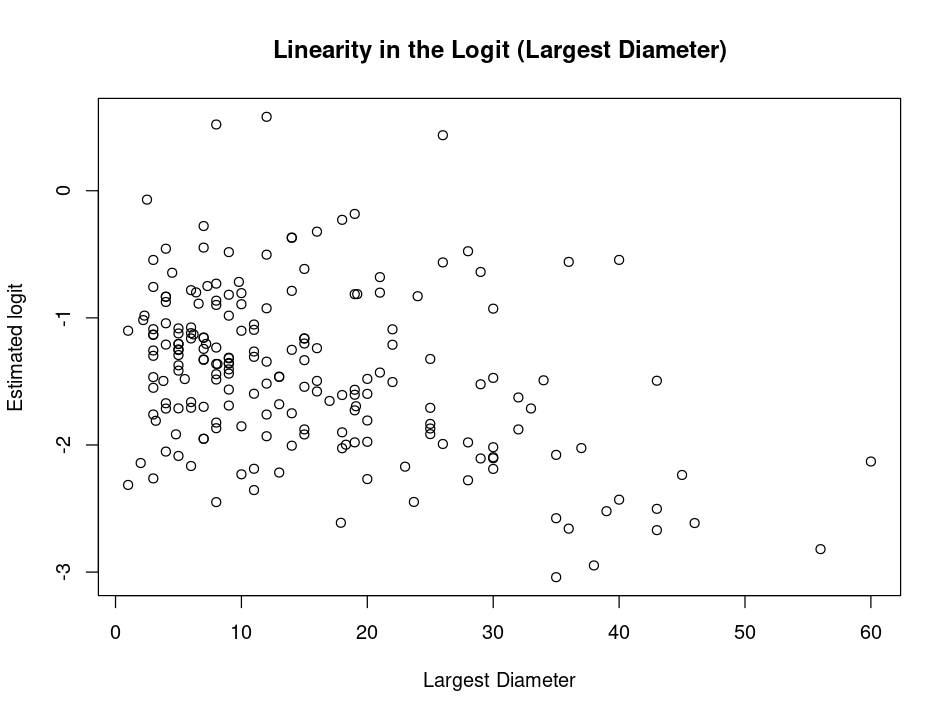 Linearity in the Logit (Largest Diameter)
Estimated logit
0
-1
-2
-3
0 10 20 30 40 50 60
Largest Diameter